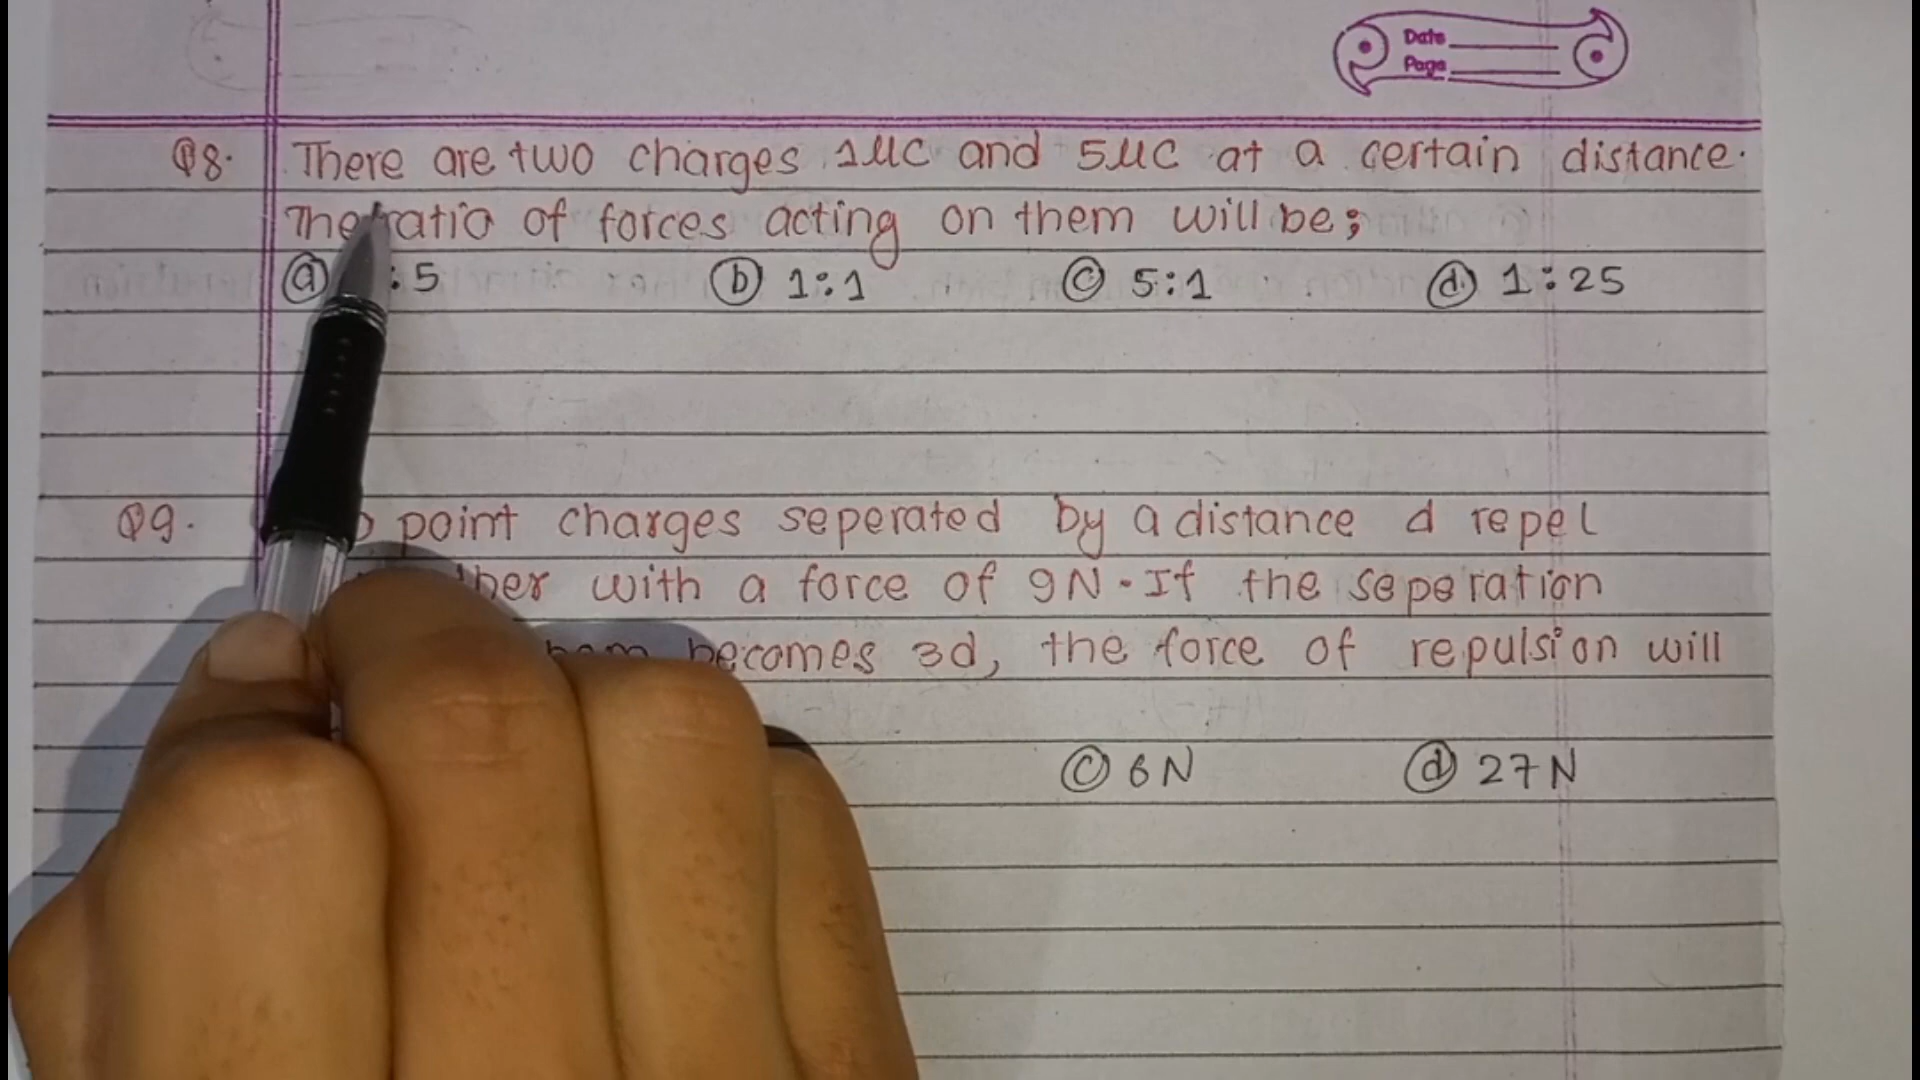 Date
Page
Q8. There are two charges 1μC and 5μC at a certain distance.
The ratio of forces acting on them will be;
(a) : 5 (b) 1:1 (c) 5:1 (d) 1:25
Q9. point charges seperated by a distance d repel
with a force of 9N. If the seperation
becomes 3d, the force of repulsion will
(c) 6N (d) 27N